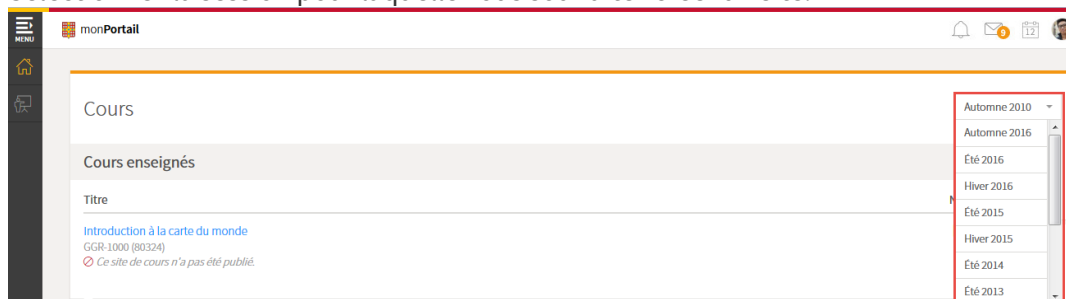 MENU
monPortail
9
12
Cours
Automne 2010
Automne 2016
Cours enseignés
Été 2016
Hiver 2016
Titre
N
Été 2015
Introduction à la carte du monde
GGR-1000 (80324)
Hiver 2015
Ce site de cours n'a pas été publié.
Été 2014
Été 2013